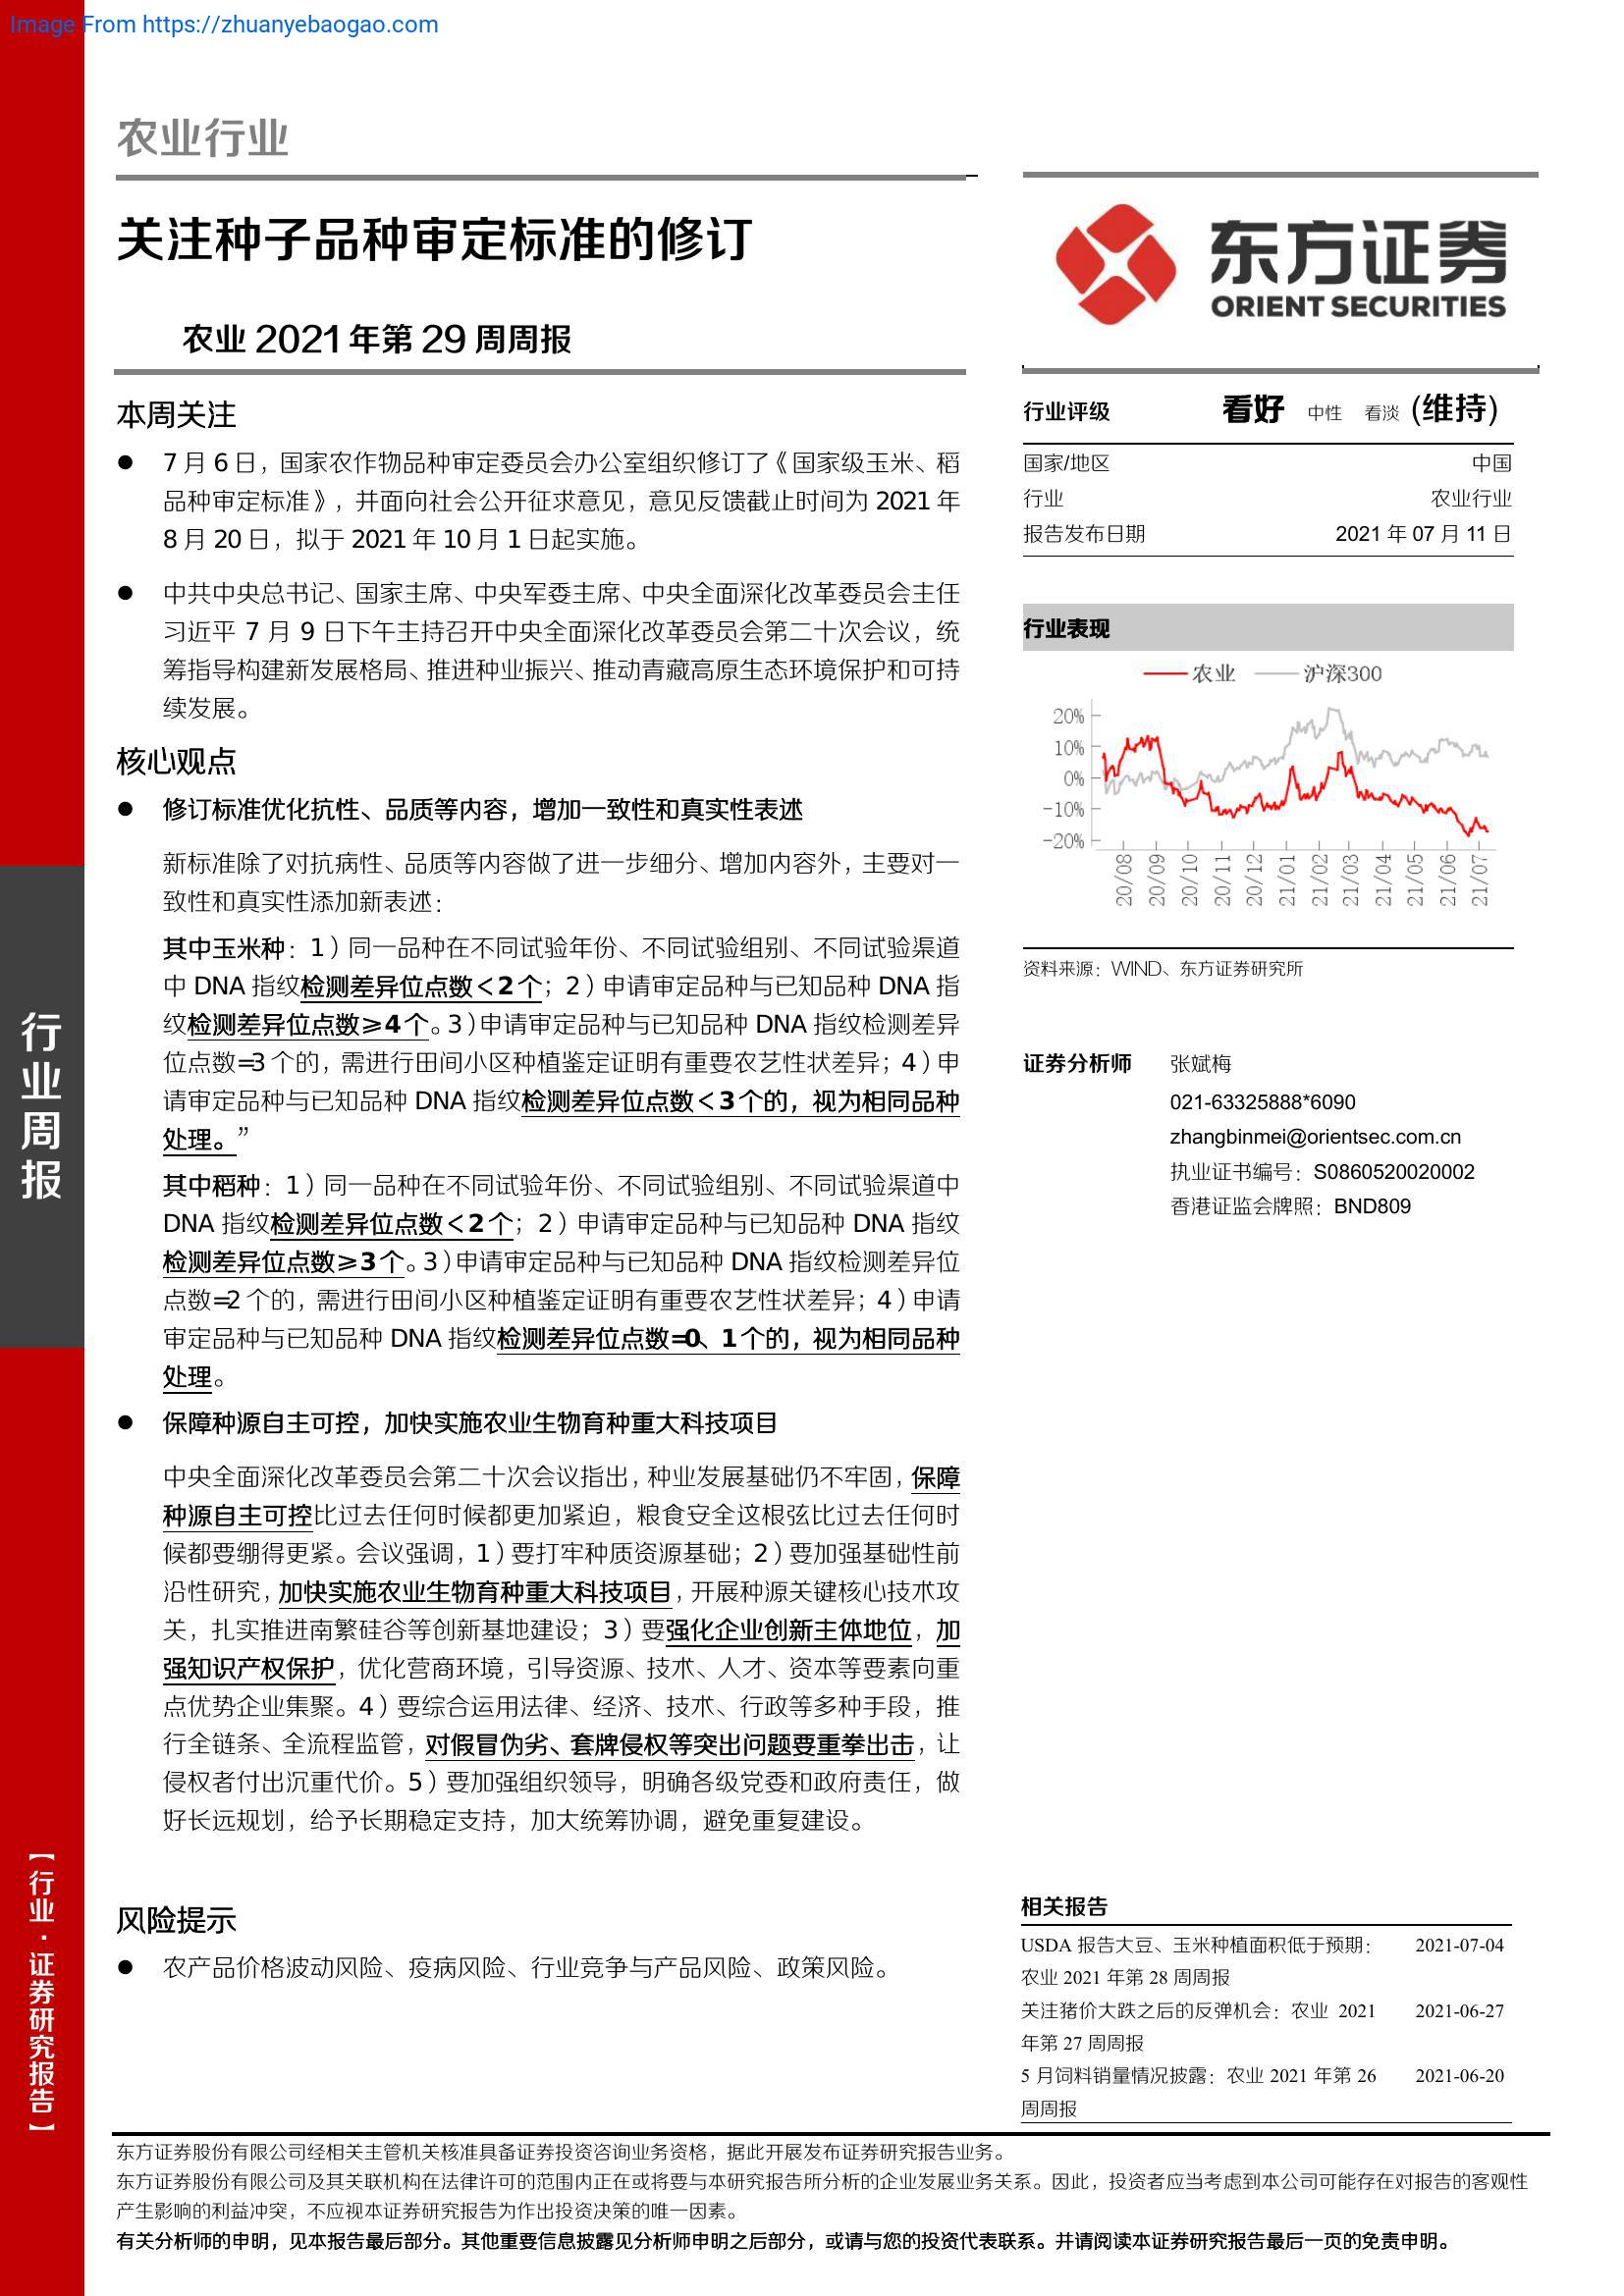 Image From https://zhuanyebaogao.com
农业行业
关注种子品种审定标准的修订
农业 2021 年第 29 周周报
本周关注
● 7 月 6 日，国家农作物品种审定委员会办公室组织修订了《国家级玉米、稻
品种审定标准》，并面向社会公开征求意见，意见反馈截止时间为 2021 年
8 月 20 日，拟于 2021 年 10 月 1 日起实施。
● 中共中央总书记、国家主席、中央军委主席、中央全面深化改革委员会主任
习近平 7 月 9 日下午主持召开中央全面深化改革委员会第二十次会议，统
筹指导构建新发展格局、推进种业振兴、推动青藏高原生态环境保护和可持
续发展。
核心观点
● 修订标准优化抗性、品质等内容，增加一致性和真实性表述
新标准除了对抗病性、品质等内容做了进一步细分、增加内容外，主要对一
致性和真实性添加新表述：
其中玉米种：1）同一品种在不同试验年份、不同试验组别、不同试验渠道
中 DNA 指纹检测差异位点数＜2 个；2）申请审定品种与已知品种 DNA 指
纹检测差异位点数≥4 个。3）申请审定品种与已知品种 DNA 指纹检测差异
位点数=3 个的，需进行田间小区种植鉴定证明有重要农艺性状差异；4）申
请审定品种与已知品种 DNA 指纹检测差异位点数＜3 个的，视为相同品种
处理。”
其中稻种：1）同一品种在不同试验年份、不同试验组别、不同试验渠道中
DNA 指纹检测差异位点数＜2 个；2）申请审定品种与已知品种 DNA 指纹
检测差异位点数≥3 个。3）申请审定品种与已知品种 DNA 指纹检测差异位
点数=2 个的，需进行田间小区种植鉴定证明有重要农艺性状差异；4）申请
审定品种与已知品种 DNA 指纹检测差异位点数=0、1 个的，视为相同品种
处理。
● 保障种源自主可控，加快实施农业生物育种重大科技项目
中央全面深化改革委员会第二十次会议指出，种业发展基础仍不牢固，保障
种源自主可控比过去任何时候都更加紧迫，粮食安全这根弦比过去任何时
候都要绷得更紧。会议强调，1）要打牢种质资源基础；2）要加强基础性前
沿性研究，加快实施农业生物育种重大科技项目，开展种源关键核心技术攻
关，扎实推进南繁硅谷等创新基地建设；3）要强化企业创新主体地位，加
强知识产权保护，优化营商环境，引导资源、技术、人才、资本等要素向重
点优势企业集聚。4）要综合运用法律、经济、技术、行政等多种手段，推
行全链条、全流程监管，对假冒伪劣、套牌侵权等突出问题要重拳出击，让
侵权者付出沉重代价。5）要加强组织领导，明确各级党委和政府责任，做
好长远规划，给予长期稳定支持，加大统筹协调，避免重复建设。
风险提示
● 农产品价格波动风险、疫病风险、行业竞争与产品风险、政策风险。
东方证券
ORIENT SECURITIES
行业评级 看好 中性 看淡 (维持)
国家/地区 中国
行业 农业行业
报告发布日期 2021 年 07 月 11 日
行业表现
农业 沪深300
20%
10%
0%
-10%
-20%
20/08 20/09 20/10 20/11 20/12 21/01 21/02 21/03 21/04 21/05 21/06 21/07
资料来源：WIND、东方证券研究所
证券分析师 张斌梅
021-63325888*6090
zhangbinmei@orientsec.com.cn
执业证书编号：S0860520020002
香港证监会牌照：BND809
相关报告
USDA 报告大豆、玉米种植面积低于预期： 2021-07-04
农业 2021 年第 28 周周报
关注猪价大跌之后的反弹机会：农业 2021 2021-06-27
年第 27 周周报
5 月饲料销量情况披露：农业 2021 年第 26 2021-06-20
周周报
行业周报
【行业·证券研究报告】
东方证券股份有限公司经相关主管机关核准具备证券投资咨询业务资格，据此开展发布证券研究报告业务。
东方证券股份有限公司及其关联机构在法律许可的范围内正在或将要与本研究报告所分析的企业发展业务关系。因此，投资者应当考虑到本公司可能存在对报告的客观性
产生影响的利益冲突，不应视本证券研究报告为作出投资决策的唯一因素。
有关分析师的申明，见本报告最后部分。其他重要信息披露见分析师申明之后部分，或请与您的投资代表联系。并请阅读本证券研究报告最后一页的免责申明。